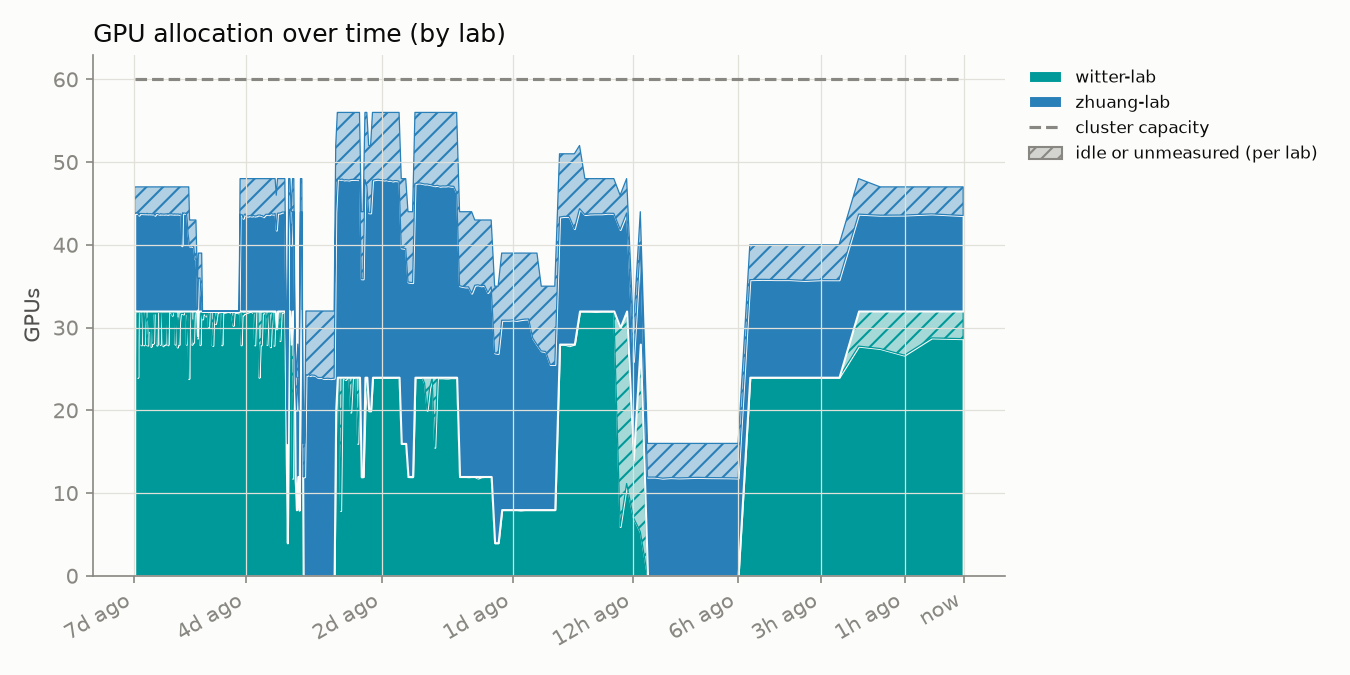 GPU allocation over time (by lab)
witter-lab
zhuang-lab
cluster capacity
idle or unmeasured (per lab)
GPUs
60
50
40
30
20
10
0
7d ago
4d ago
2d ago
1d ago
12h ago
6h ago
3h ago
1h ago
now